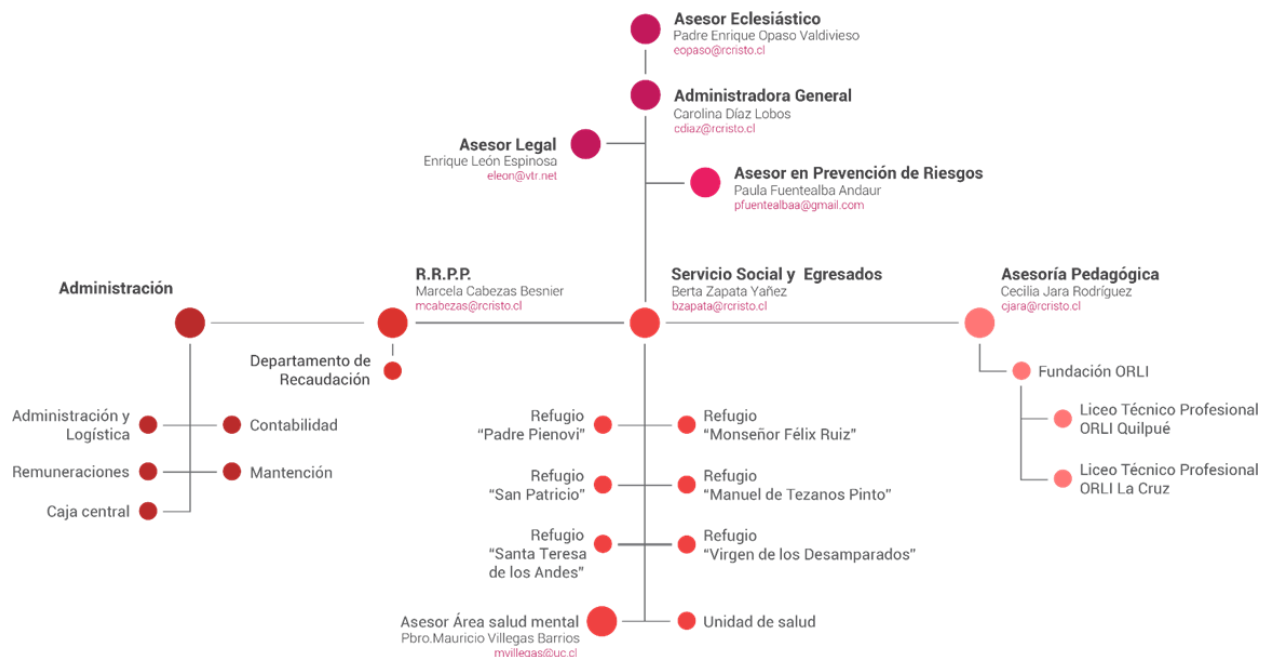 Asesor Eclesiástico
Padre Enrique Opaso Valdivieso
eopaso@rcristo.cl
Administradora General
Carolina Díaz Lobos
cdiaz@rcristo.cl
Asesor Legal
Enrique León Espinosa
eleon@vtr.net
Asesor en Prevención de Riesgos
Paula Fuentealba Andaur
pfuentealbaa@gmail.com
Administración
R.R.P.P.
Marcela Cabezas Besnier
mcabezas@rcristo.cl
Servicio Social y Egresados
Berta Zapata Yañez
bzapata@rcristo.cl
Asesoría Pedagógica
Cecilia Jara Rodríguez
cjara@rcristo.cl
Departamento de
Recaudación
Fundación ORLI
Administración y
Logística
Contabilidad
Remuneraciones
Mantención
Caja central
Refugio
“Padre Pienovi”
Refugio
“Monseñor Félix Ruiz”
Refugio
“San Patricio”
Refugio
“Manuel de Tezanos Pinto”
Refugio
“Santa Teresa
de los Andes”
Refugio
“Virgen de los Desamparados”
Asesor Área salud mental
Pbro.Mauricio Villegas Barrios
mvillegas@uc.cl
Unidad de salud
Liceo Técnico Profesional
ORLI Quilpué
Liceo Técnico Profesional
ORLI La Cruz